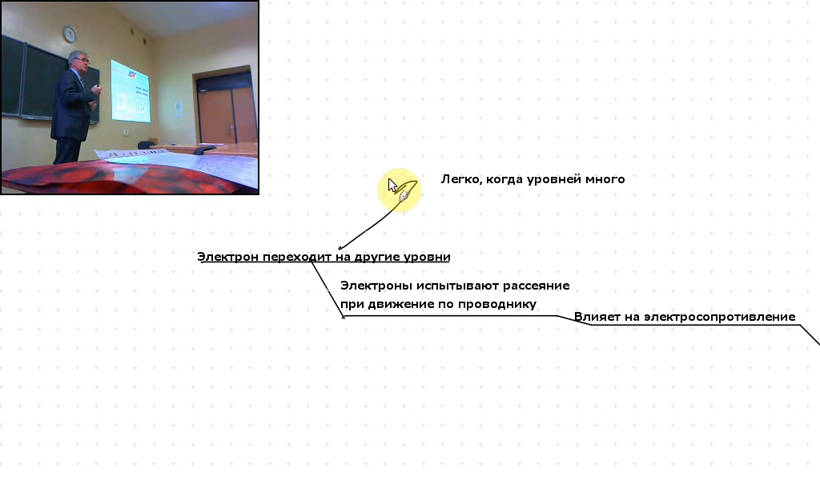 Легко, когда уровней много
Электрон переходит на другие уровни
Электроны испытывают рассеяние
при движение по проводнику
Влияет на электросопротивление